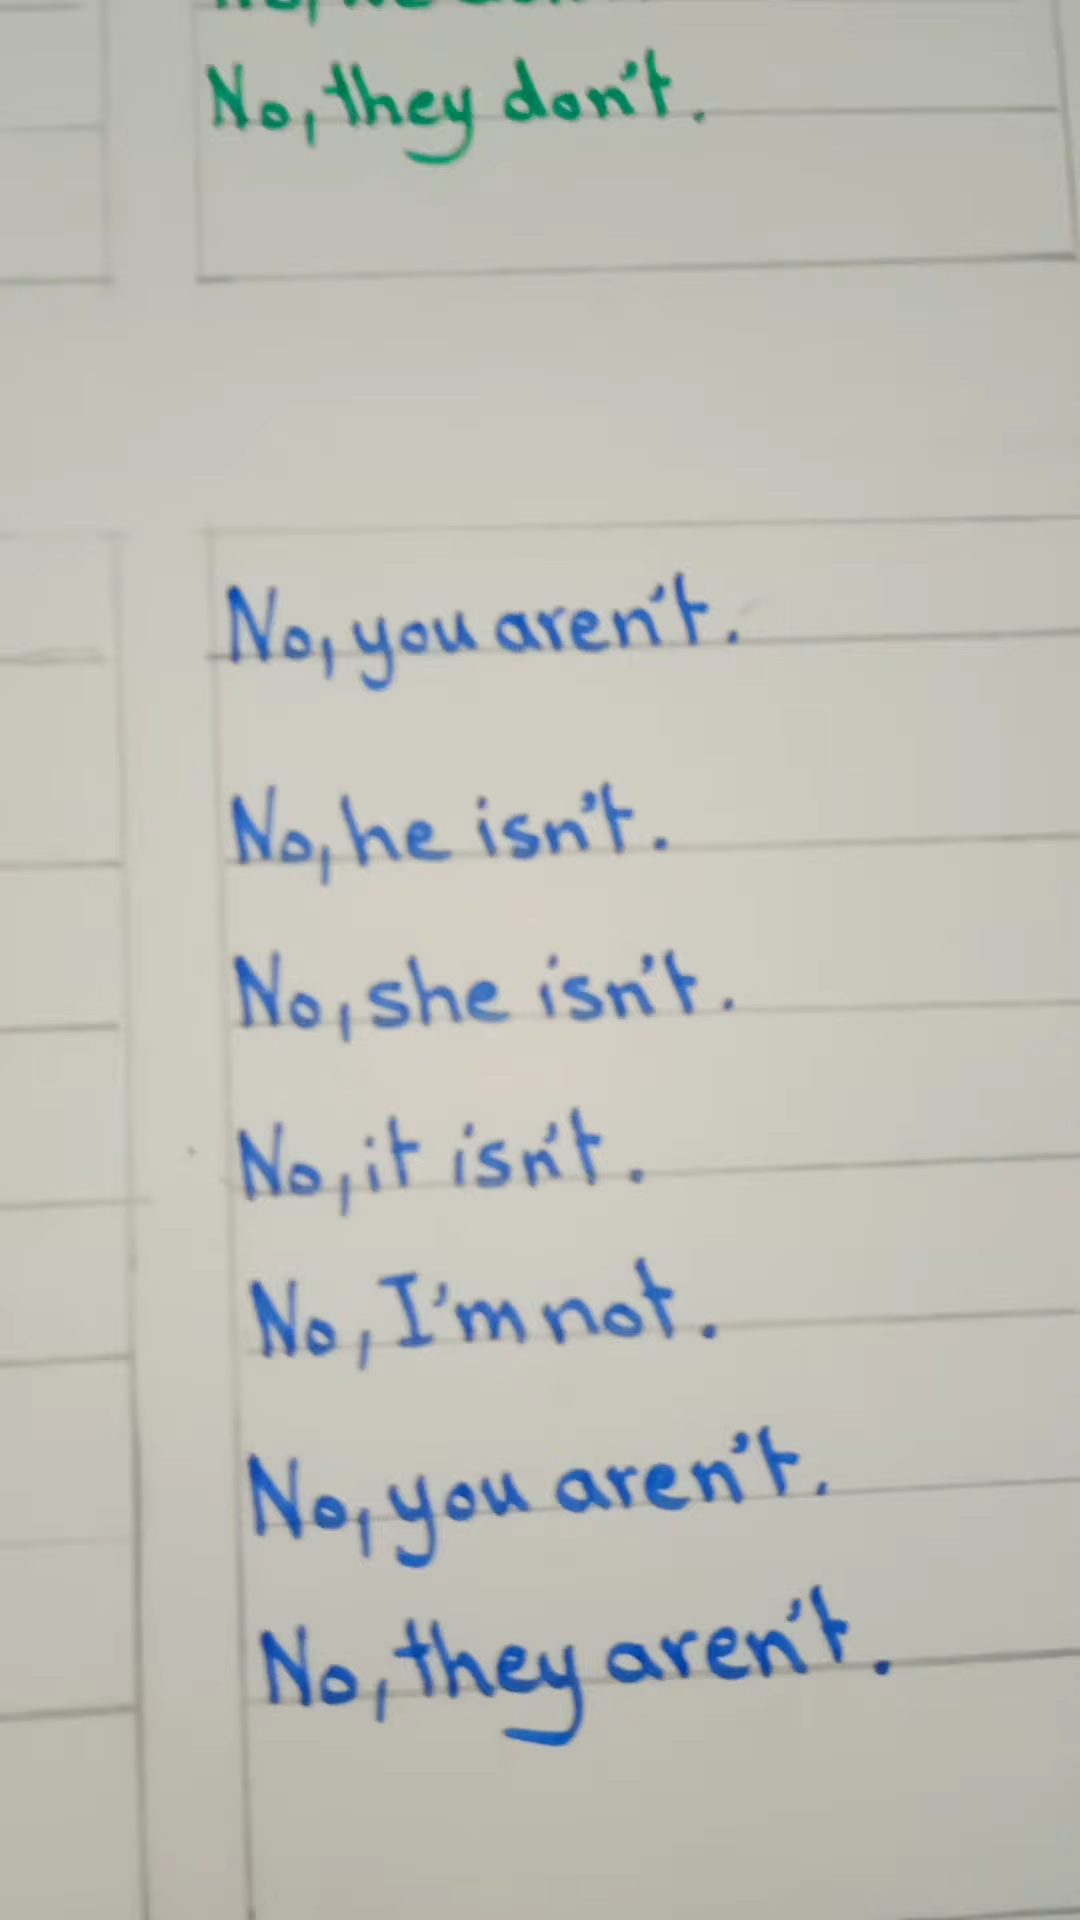 No, they don't.
No, you aren't.
No, he isn't.
No, she isn't.
No, it isn't.
No, I'm not.
No, you aren't.
No, they aren't.